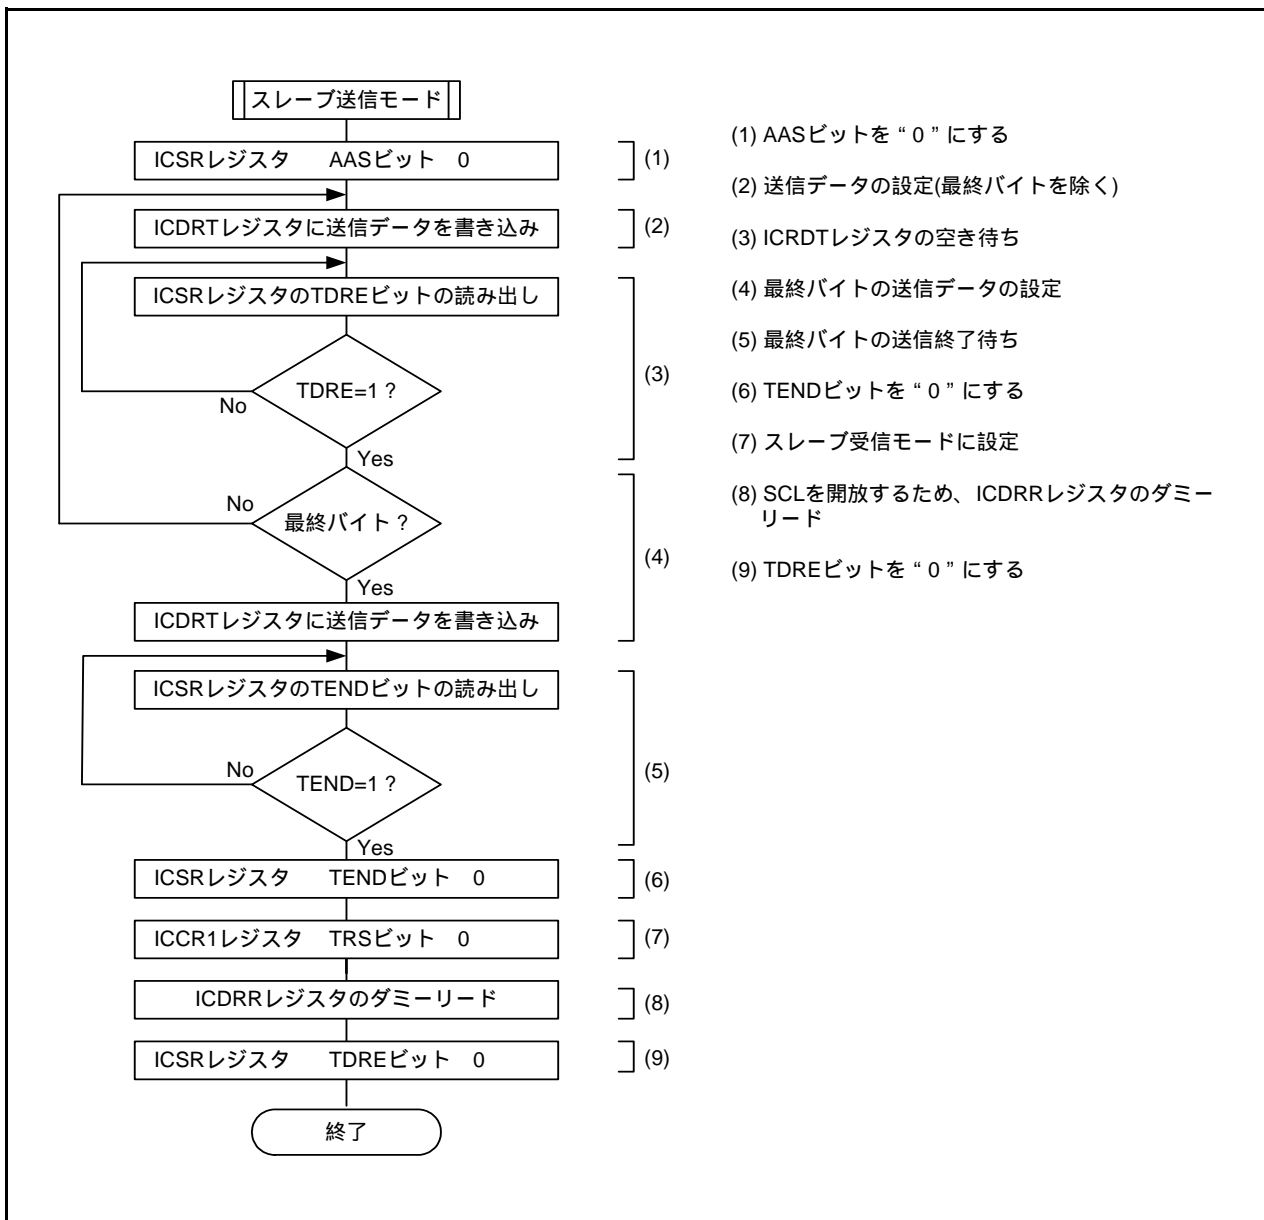 スレーブ送信モード
ICSRレジスタ　AASビット　0
(1)
ICDRTレジスタに送信データを書き込み
(2)
ICSRレジスタのTDREビットの読み出し
TDRE=1 ?
No
(3)
Yes
No
最終バイト ?
(4)
Yes
ICDRTレジスタに送信データを書き込み
ICSRレジスタのTENDビットの読み出し
No
TEND=1 ?
(5)
Yes
ICSRレジスタ　TENDビット　0
(6)
ICCR1レジスタ　TRSビット　0
(7)
ICDRRレジスタのダミーリード
(8)
ICSRレジスタ　TDREビット　0
(9)
終了
(1) AASビットを “ 0 ” にする
(2) 送信データの設定(最終バイトを除く)
(3) ICRDTレジスタの空き待ち
(4) 最終バイトの送信データの設定
(5) 最終バイトの送信終了待ち
(6) TENDビットを “ 0 ” にする
(7) スレーブ受信モードに設定
(8) SCLを開放するため、ICDRRレジスタのダミー
リード
(9) TDREビットを “ 0 ” にする